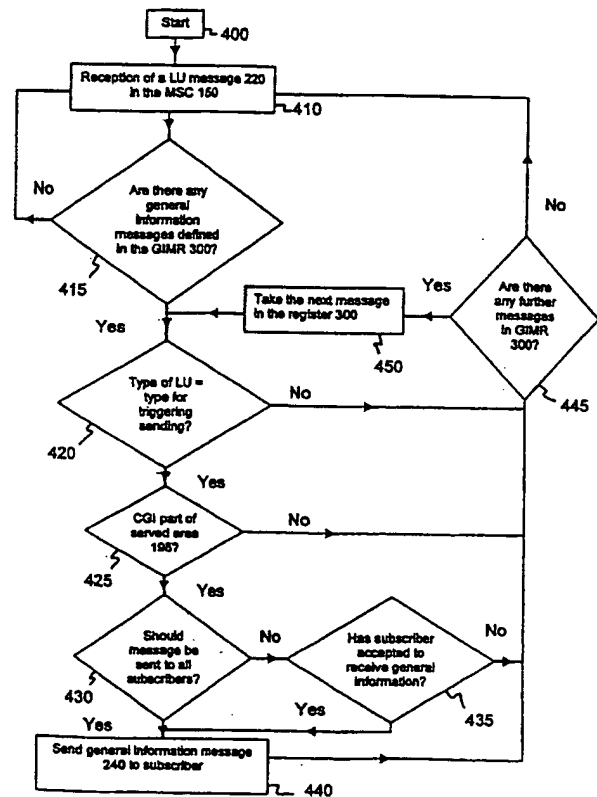 Start
400
Reception of a LU message 220
in the MSC 150
410
No
Are there any
general
information
messages defined
in the GIMR 300?
415
Yes
No
Take the next message
in the register 300
450
Yes
Are there
any further
messages
in GIMR
300?
445
Type of LU =
type for
triggering
sending?
420
No
Yes
CGI part of
served area
195?
425
No
Yes
Should
message be
sent to all
subscribers?
430
No
Has subscriber
accepted to
receive general
information?
435
No
Yes
Yes
Send general information message
240 to subscriber
440